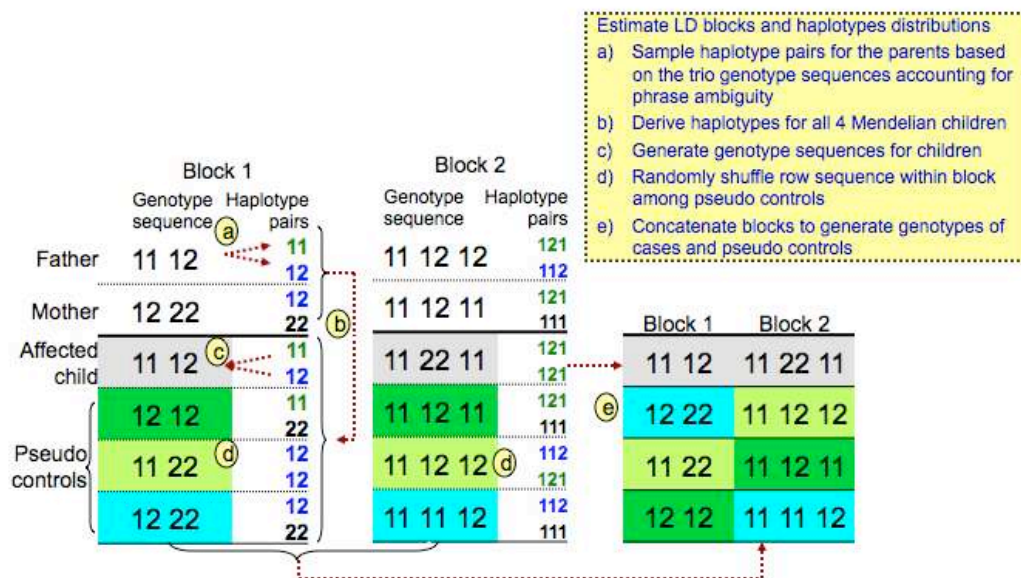 Estimate LD blocks and haplotypes distributions
a) Sample haplotype pairs for the parents based
on the trio genotype sequences accounting for
phrase ambiguity
b) Derive haplotypes for all 4 Mendelian children
c) Generate genotype sequences for children
d) Randomly shuffle row sequence within block
among pseudo controls
e) Concatenate blocks to generate genotypes of
cases and pseudo controls
Block 1
Genotype sequence
Haplotype pairs
Father
11 12
a
11
12
Mother
12 22
12
22
b
Affected child
11 12
c
11
12
Pseudo controls
12 12
11
22
11 22
d
12
12
12 22
12
22
Block 2
Genotype sequence
Haplotype pairs
11 12 12
121
112
11 12 11
121
111
11 22 11
121
121
11 12 11
121
111
11 12 12
d
112
121
11 11 12
112
111
Block 1 Block 2
11 12 11 22 11
e
12 22 11 12 12
11 22 11 12 11
12 12 11 11 12